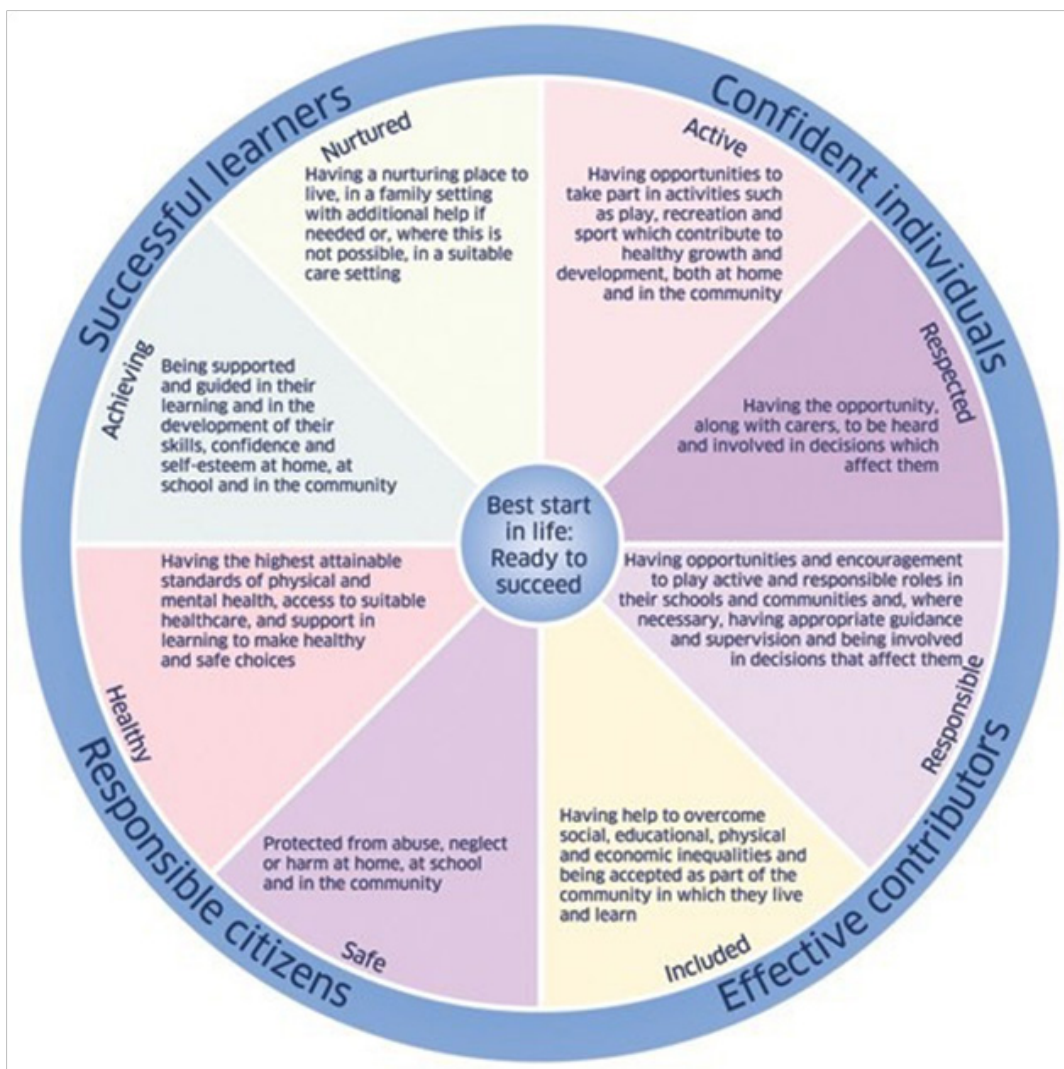 Successful learners
Confident individuals
Nurtured
Having a nurturing place to
live, in a family setting
with additional help if
needed or, where this is
not possible, in a suitable
care setting
Active
Having opportunities to
take part in activities such
as play, recreation and
sport which contribute to
healthy growth and
development, both at home
and in the community
Achieving
Being supported
and guided in their
learning and in the
development of their
skills, confidence and
self-esteem at home, at
school and in the community
Respected
Having the opportunity,
along with carers, to be heard
and involved in decisions which
affect them
Best start
in life:
Ready to
succeed
Healthy
Having the highest attainable
standards of physical and
mental health, access to suitable
healthcare, and support in
learning to make healthy
and safe choices
Having opportunities and encouragement
to play active and responsible roles in
their schools and communities and, where
necessary, having appropriate guidance
and supervision and being involved
in decisions that affect them
Responsible
Protected from abuse, neglect
or harm at home, at school
and in the community
Safe
Having help to overcome
social, educational, physical
and economic inequalities and
being accepted as part of the
community in which they live
and learn
Included
Responsible citizens
Effective contributors